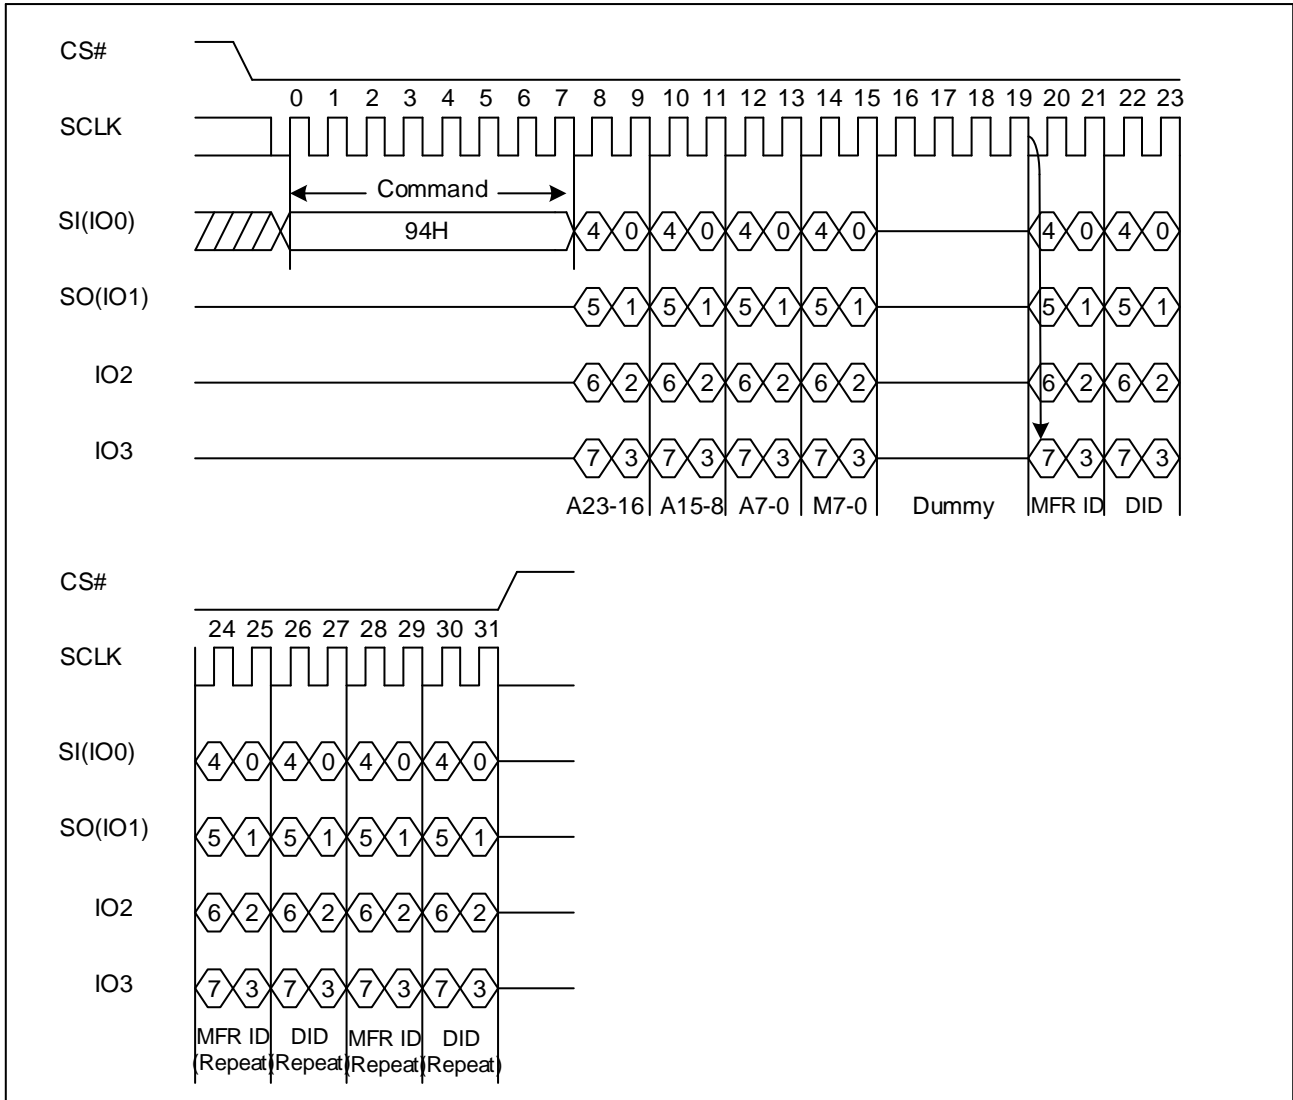 CS#
0 1 2 3 4 5 6 7 8 9 10 11 12 13 14 15 16 17 18 19 20 21 22 23
SCLK
Command
SI(IO0)
94H
4 0 4 0 4 0 4 0 4 0 4 0
SO(IO1)
5 1 5 1 5 1 5 1 5 1 5 1
IO2
6 2 6 2 6 2 6 2 6 2 6 2
IO3
7 3 7 3 7 3 7 3 7 3 7 3
A23-16 A15-8 A7-0 M7-0 Dummy MFR ID DID
CS#
24 25 26 27 28 29 30 31
SCLK
SI(IO0)
4 0 4 0 4 0 4 0
SO(IO1)
5 1 5 1 5 1 5 1
IO2
6 2 6 2 6 2 6 2
IO3
7 3 7 3 7 3 7 3
MFR ID DID MFR ID DID
(Repeat) (Repeat) (Repeat) (Repeat)